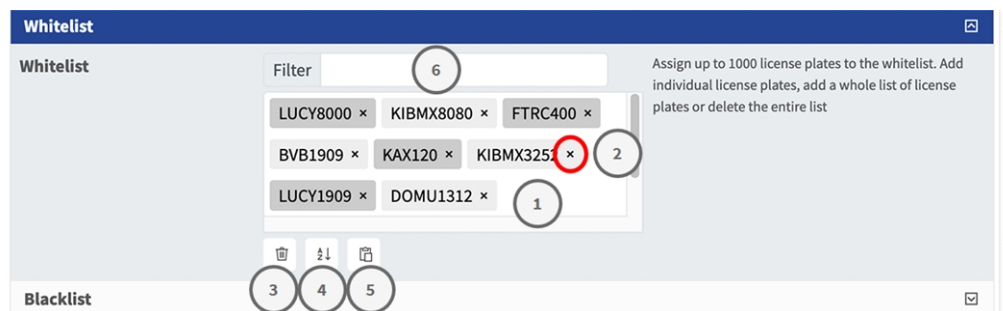 Whitelist
Whitelist
Filter
6
Assign up to 1000 license plates to the whitelist. Add
individual license plates, add a whole list of license
plates or delete the entire list
LUCY8000 × KIBMX8080 × FTRC400 ×
BVB1909 × KAX120 × KIBMX3252 × 2
LUCY1909 × DOMU1312 × 1
3 4 5
Blacklist